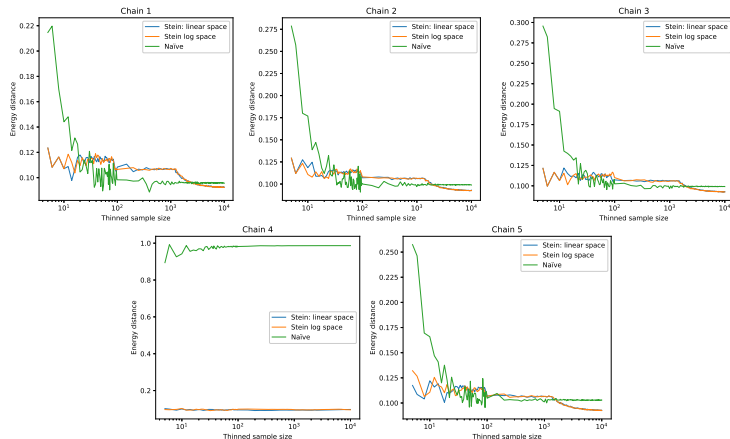 Chain 1
Energy distance
0.22
0.20
0.18
0.16
0.14
0.12
0.10
Stein: linear space
Stein log space
Naïve
10¹ 10² 10³ 10⁴
Thinned sample size
Chain 2
Energy distance
0.275
0.250
0.225
0.200
0.175
0.150
0.125
0.100
Stein: linear space
Stein log space
Naïve
10¹ 10² 10³ 10⁴
Thinned sample size
Chain 3
Energy distance
0.300
0.275
0.250
0.225
0.200
0.175
0.150
0.125
0.100
Stein: linear space
Stein log space
Naïve
10¹ 10² 10³ 10⁴
Thinned sample size
Chain 4
Energy distance
1.0
0.8
0.6
0.4
0.2
Stein: linear space
Stein log space
Naïve
10¹ 10² 10³ 10⁴
Thinned sample size
Chain 5
Energy distance
0.250
0.225
0.200
0.175
0.150
0.125
0.100
Stein: linear space
Stein log space
Naïve
10¹ 10² 10³ 10⁴
Thinned sample size